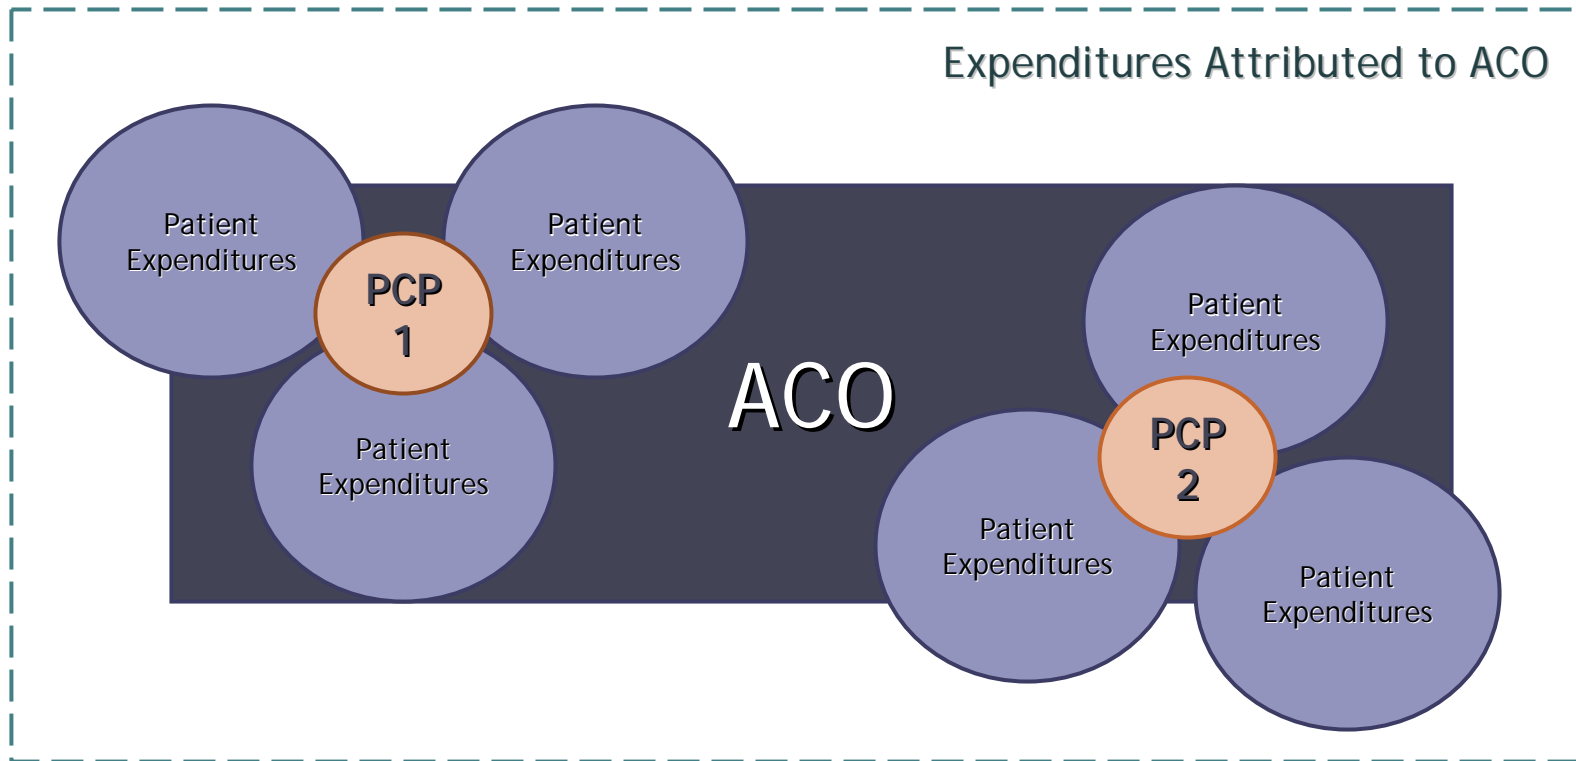 Expenditures Attributed to ACO
Patient
Expenditures
Patient
Expenditures
PCP
1
Patient
Expenditures
ACO
Patient
Expenditures
PCP
2
Patient
Expenditures
Patient
Expenditures